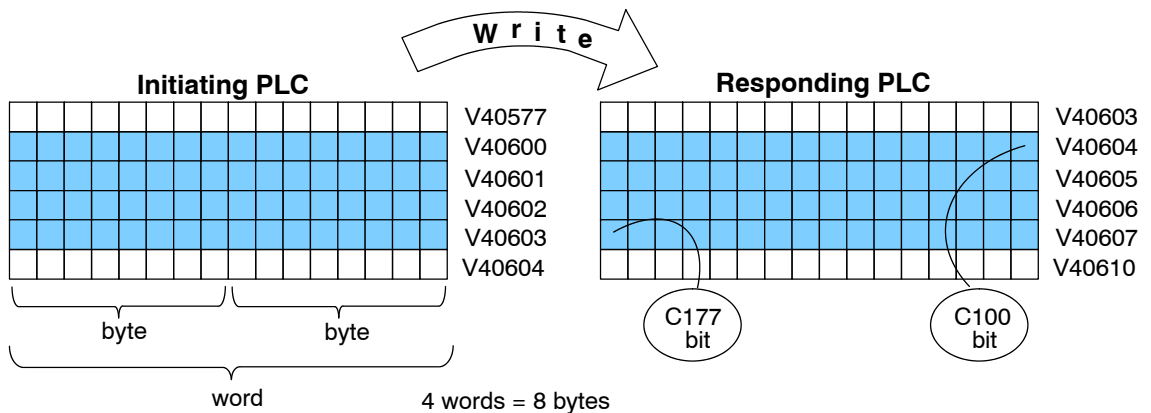 Write
Initiating PLC
V40577
V40600
V40601
V40602
V40603
V40604
byte
byte
word
4 words = 8 bytes
Responding PLC
V40603
V40604
V40605
V40606
V40607
V40610
C177
bit
C100
bit